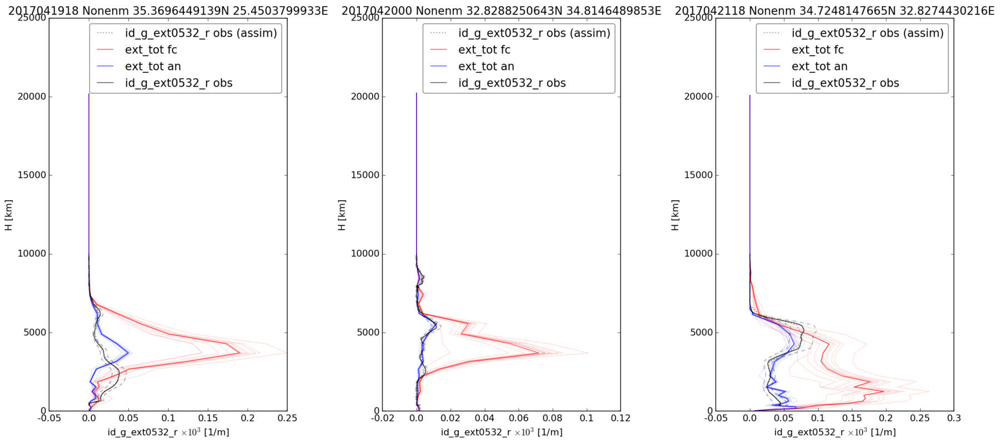 2017041918 Nonenm 35.3696449139N 25.4503799933E
25000
20000
15000
10000
5000
0
H [km]
id_g_ext0532_r obs (assim)
ext_tot fc
ext_tot an
id_g_ext0532_r obs
-0.05 0.0 0.05 0.1 0.15 0.2 0.25
id_g_ext0532_r ×10³ [1/m]
2017042000 Nonenm 32.8288250643N 34.8146489853E
25000
20000
15000
10000
5000
0
H [km]
id_g_ext0532_r obs (assim)
ext_tot fc
ext_tot an
id_g_ext0532_r obs
-0.02 0.0 0.02 0.04 0.06 0.08 0.1 0.12
id_g_ext0532_r ×10³ [1/m]
2017042118 Nonenm 34.7248147665N 32.8274430216E
25000
20000
15000
10000
5000
0
H [km]
id_g_ext0532_r obs (assim)
ext_tot fc
ext_tot an
id_g_ext0532_r obs
-0.05 0.0 0.05 0.1 0.15 0.2 0.25 0.3
id_g_ext0532_r ×10³ [1/m]